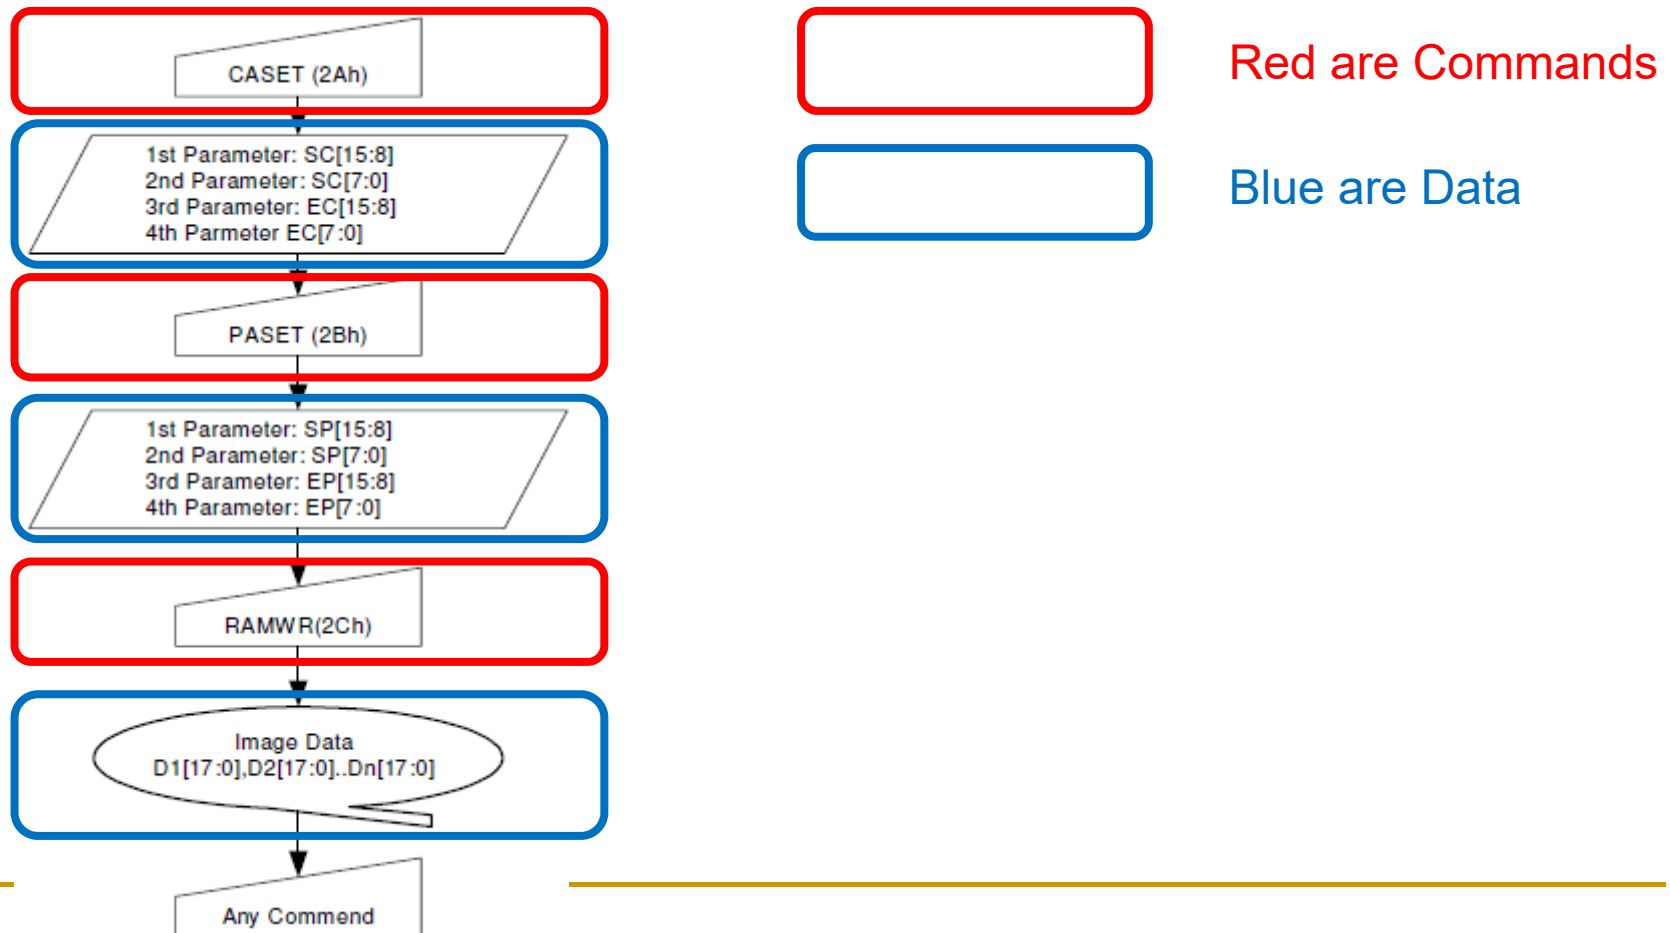 CASET (2Ah)
1st Parameter: SC[15:8]
2nd Parameter: SC[7:0]
3rd Parameter: EC[15:8]
4th Parmeter EC[7:0]
PASET (2Bh)
1st Parameter: SP[15:8]
2nd Parameter: SP[7:0]
3rd Parameter: EP[15:8]
4th Parameter: EP[7:0]
RAMWR(2Ch)
Image Data
D1[17:0],D2[17:0]..Dn[17:0]
Any Commend
Red are Commands
Blue are Data